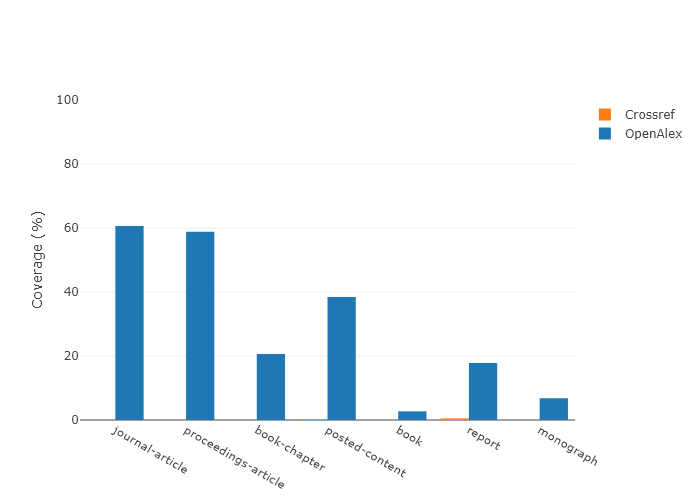 100
80
60
40
20
0
Coverage (%)
journal-article
proceedings-article
book-chapter
posted-content
book
report
monograph
Crossref
OpenAlex